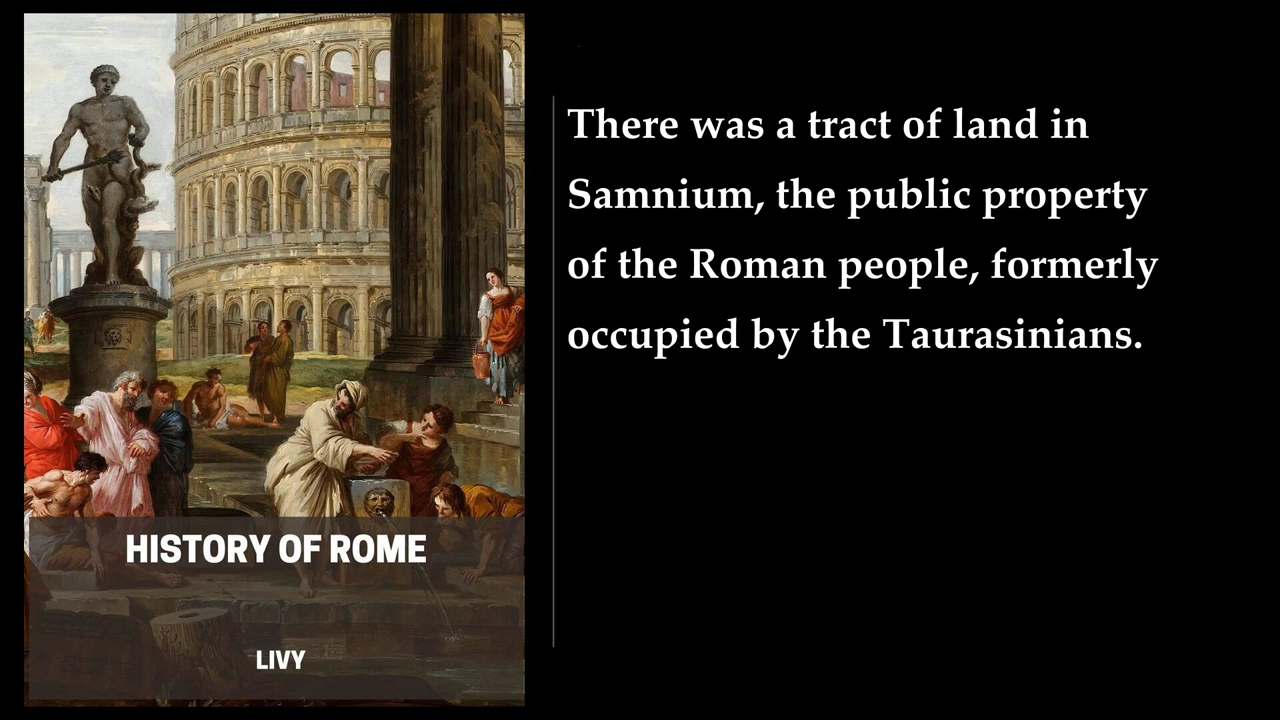 There was a tract of land in
Samnium, the public property
of the Roman people, formerly
occupied by the Taurasinians.
HISTORY OF ROME
LIVY